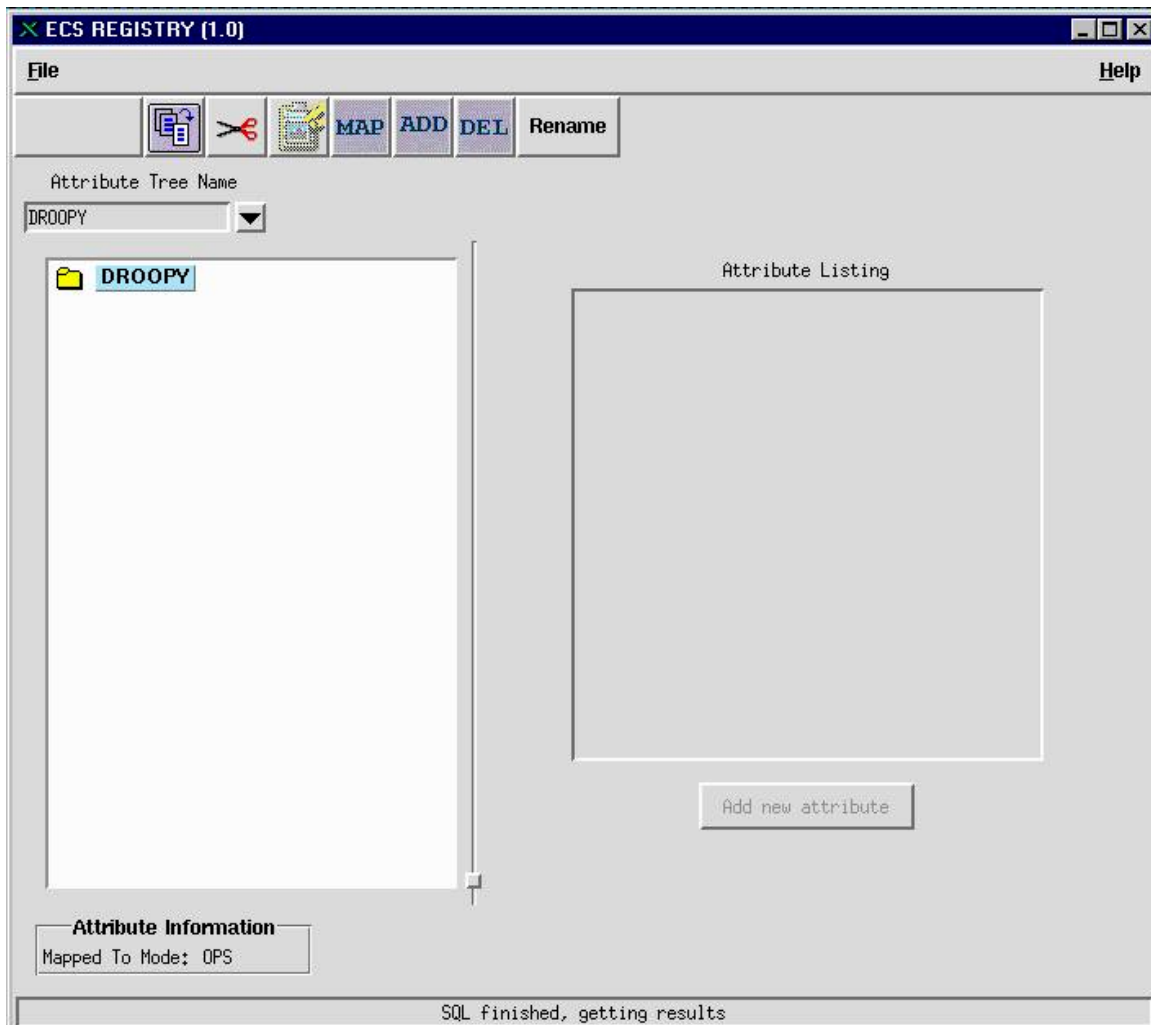 ECS REGISTRY (1.0)
File Help
MAP ADD DEL Rename
Attribute Tree Name
DROOPY
DROOPY
Attribute Listing
Add new attribute
Attribute Information
Mapped To Mode: OPS
SQL finished, getting results